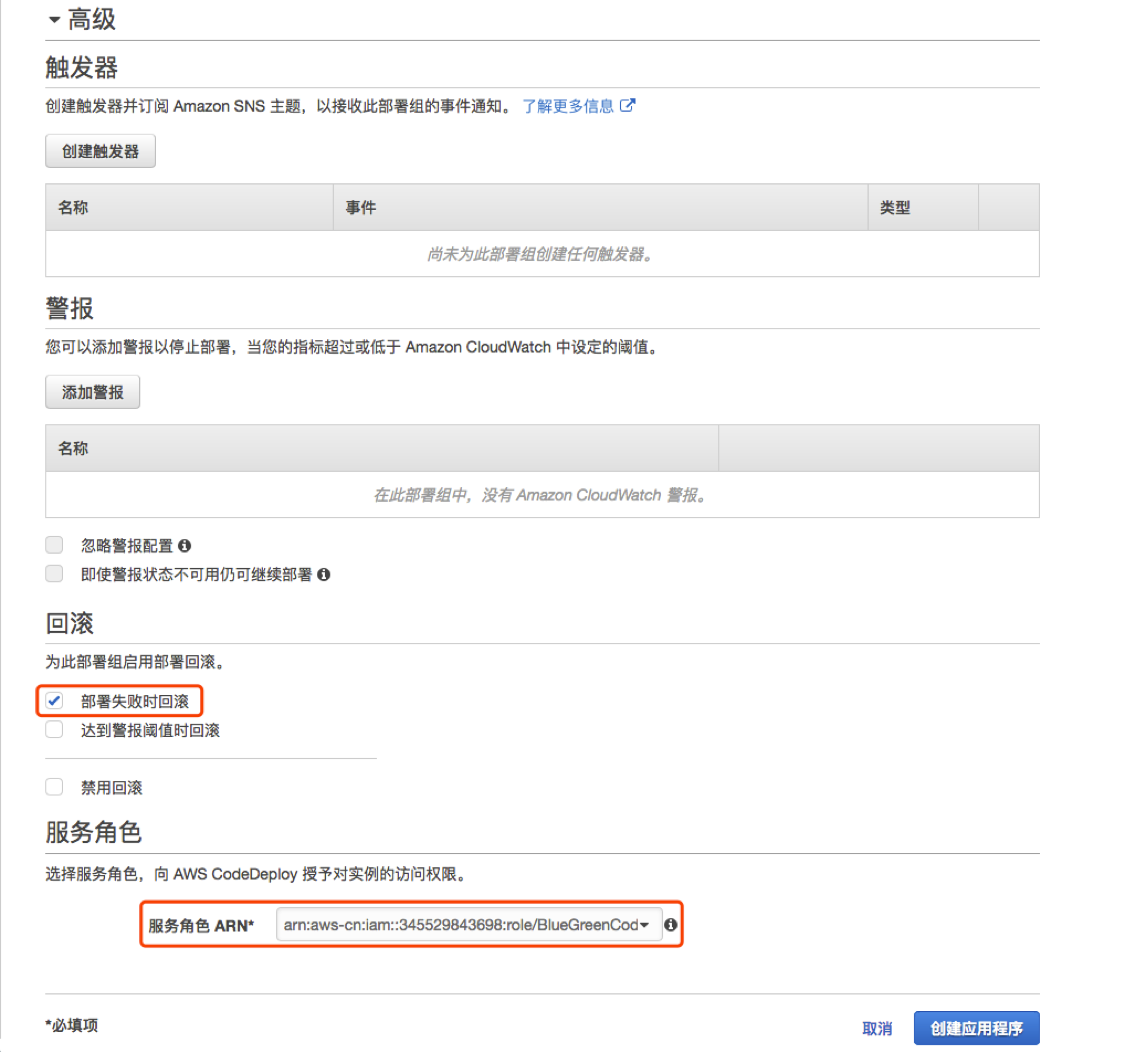 高级
触发器
创建触发器并订阅 Amazon SNS 主题，以接收此部署组的事件通知。 了解更多信息
创建触发器
名称 事件 类型
尚未为此部署组创建任何触发器。
警报
您可以添加警报以停止部署，当您的指标超过或低于 Amazon CloudWatch 中设定的阈值。
添加警报
名称
在此部署组中，没有 Amazon CloudWatch 警报。
忽略警报配置
即使警报状态不可用仍可继续部署
回滚
为此部署组启用部署回滚。
部署失败时回滚
达到警报阈值时回滚
禁用回滚
服务角色
选择服务角色，向 AWS CodeDeploy 授予对实例的访问权限。
服务角色 ARN* arn:aws-cn:iam::345529843698:role/BlueGreenCod
*必填项 取消 创建应用程序